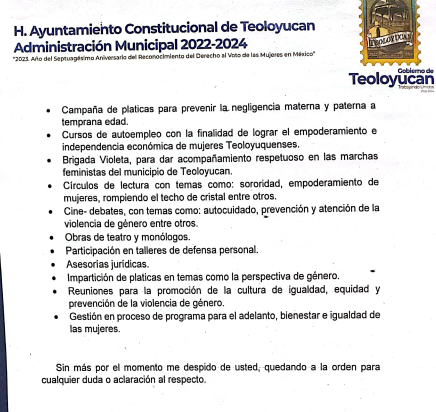 H. Ayuntamiento Constitucional de Teoloyucan
Administración Municipal 2022-2024
"2023. Año del Septuagésimo Aniversario del Reconocimiento del Derecho al Voto de las Mujeres en México"
TEOLOYUCAN
Gobierno de
Teoloyucan
Trabajando Unidos
• Campaña de platicas para prevenir la negligencia materna y paterna a
temprana edad.
• Cursos de autoempleo con la finalidad de lograr el empoderamiento e
independencia económica de mujeres Teoloyuquenses.
• Brigada Violeta, para dar acompañamiento respetuoso en las marchas
feministas del municipio de Teoloyucan.
• Círculos de lectura con temas como: sororidad, empoderamiento de
mujeres, rompiendo el techo de cristal entre otros.
• Cine- debates, con temas como: autocuidado, prevención y atención de la
violencia de género entre otros.
• Obras de teatro y monólogos.
• Participación en talleres de defensa personal.
• Asesorías jurídicas.
• Impartición de platicas en temas como la perspectiva de género.
• Reuniones para la promoción de la cultura de igualdad, equidad y
prevención de la violencia de género.
• Gestión en proceso de programa para el adelanto, bienestar e igualdad de
las mujeres.
Sin más por el momento me despido de usted, quedando a la orden para
cualquier duda o aclaración al respecto.